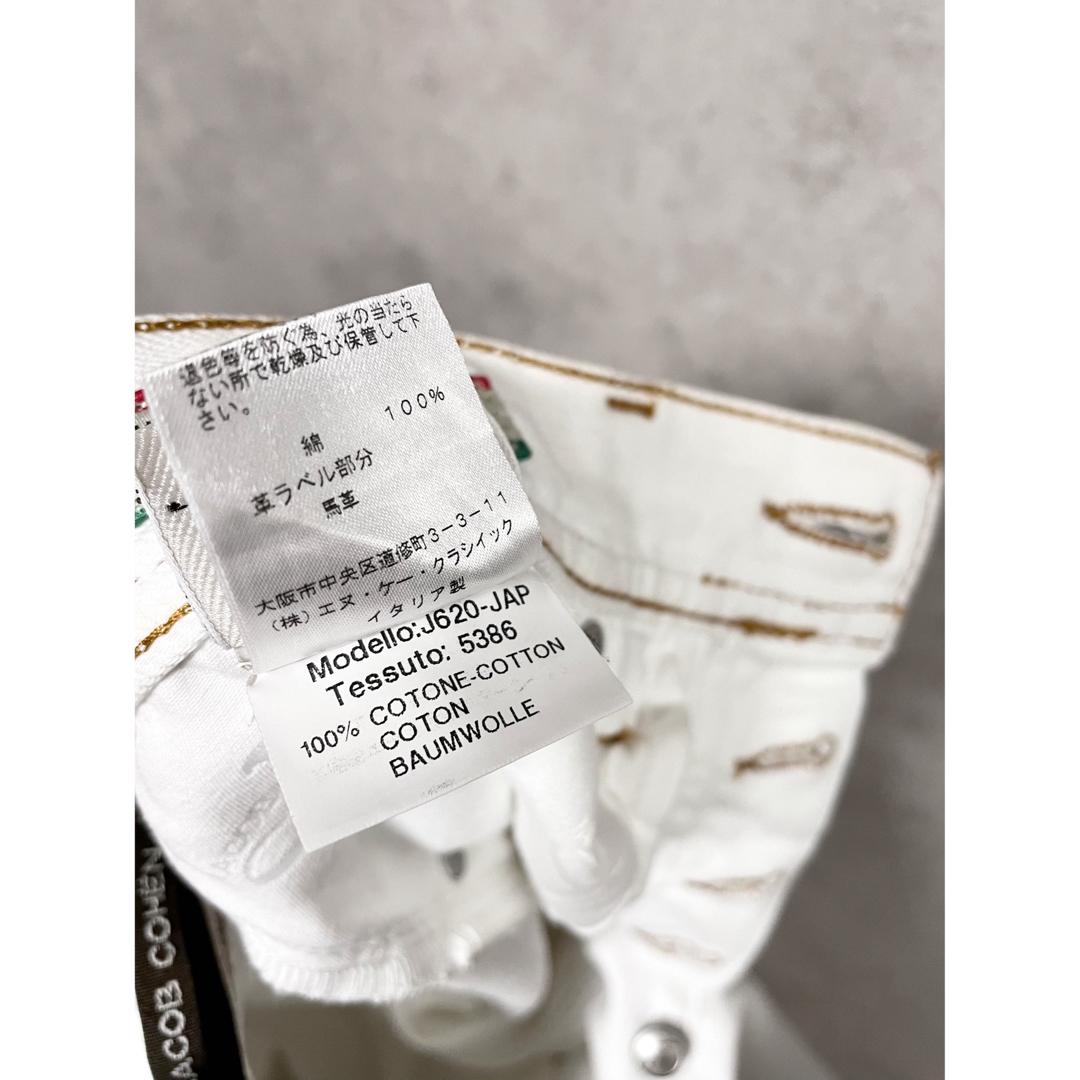 退色等を防ぐ為、光の当たら
ない所で乾燥及び保管して下
さい。
綿 100%
革ラベル部分
馬革
大阪市中央区道修町3-3-11
(株)エヌ・ケー・クラシイック
イタリア製
Modello:J620-JAP
Tessuto: 5386
100% COTONE-COTTON
COTON
BAUMWOLLE
ACOB COHËN